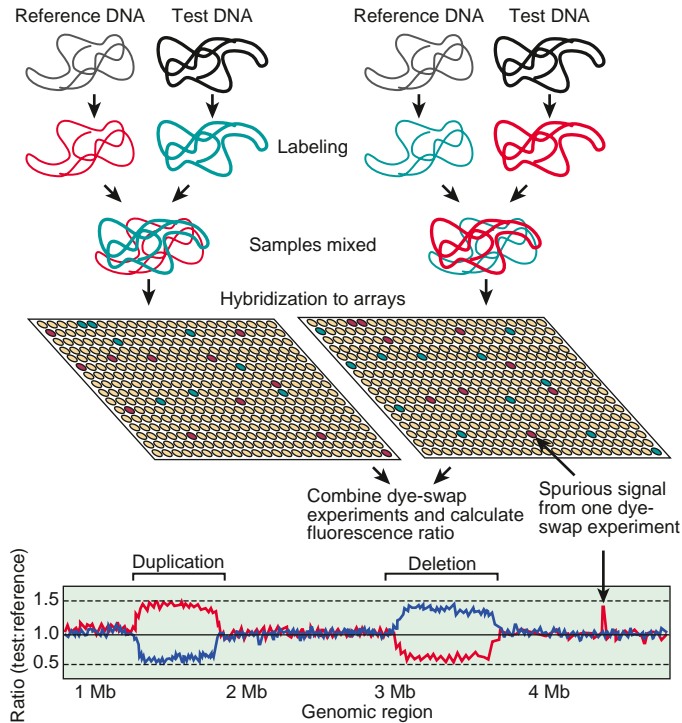 Reference DNA Test DNA Reference DNA Test DNA
Labeling
Samples mixed
Hybridization to arrays
Combine dye-swap
experiments and calculate
fluorescence ratio
Spurious signal
from one dye-
swap experiment
Duplication
Deletion
Ratio (test:reference)
1.5
1.0
0.5
1 Mb 2 Mb 3 Mb 4 Mb
Genomic region